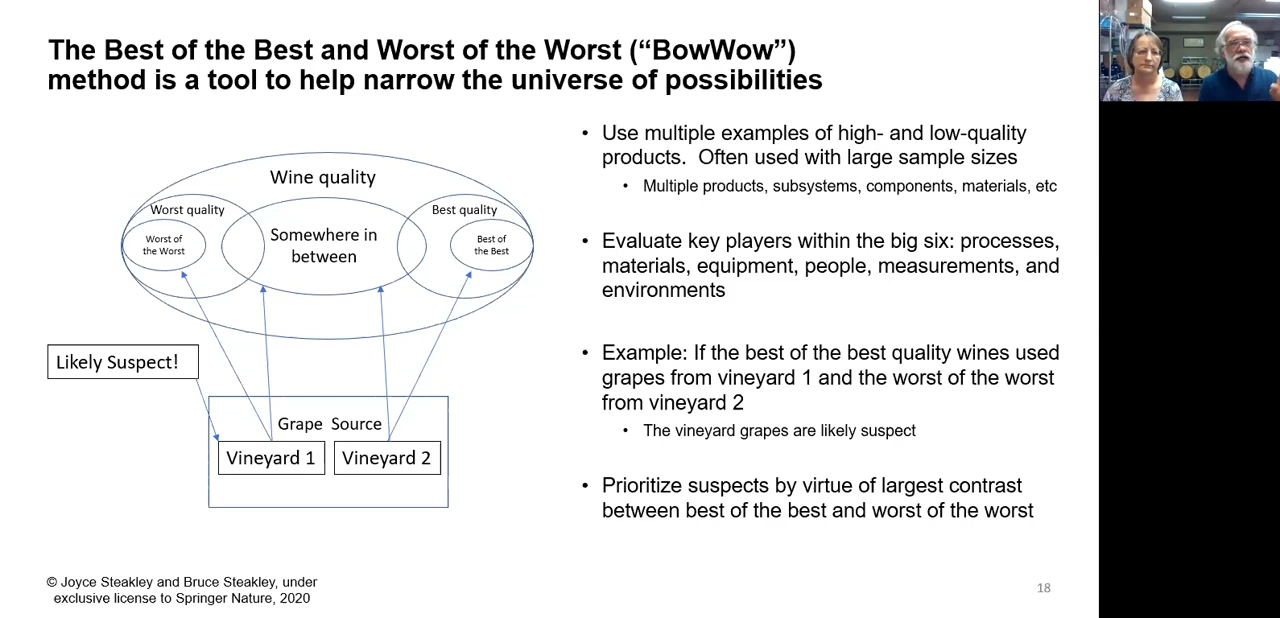 The Best of the Best and Worst of the Worst (“BowWow”)
method is a tool to help narrow the universe of possibilities
Wine quality
Worst quality
Best quality
Worst of
the Worst
Somewhere in
between
Best of
the Best
Likely Suspect!
Grape Source
Vineyard 1
Vineyard 2
• Use multiple examples of high- and low-quality
products. Often used with large sample sizes
• Multiple products, subsystems, components, materials, etc
• Evaluate key players within the big six: processes,
materials, equipment, people, measurements, and
environments
• Example: If the best of the best quality wines used
grapes from vineyard 1 and the worst of the worst
from vineyard 2
• The vineyard grapes are likely suspect
• Prioritize suspects by virtue of largest contrast
between best of the best and worst of the worst
© Joyce Steakley and Bruce Steakley, under
exclusive license to Springer Nature, 2020
18